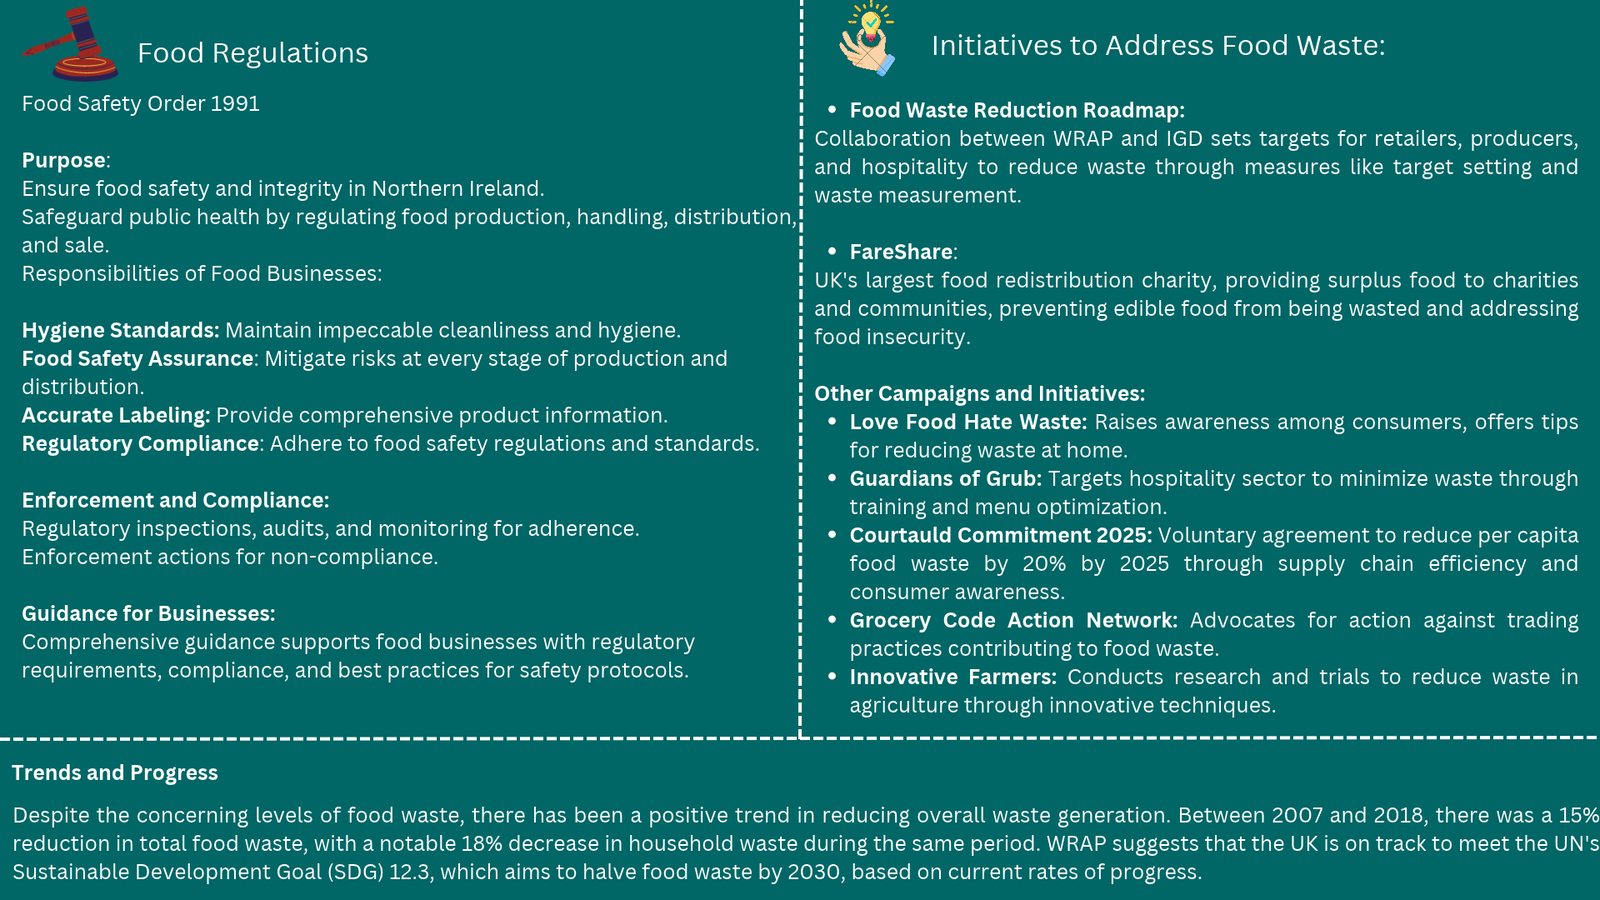 Food Regulations
Food Safety Order 1991
Purpose:
Ensure food safety and integrity in Northern Ireland.
Safeguard public health by regulating food production, handling, distribution,
and sale.
Responsibilities of Food Businesses:
Hygiene Standards: Maintain impeccable cleanliness and hygiene.
Food Safety Assurance: Mitigate risks at every stage of production and
distribution.
Accurate Labeling: Provide comprehensive product information.
Regulatory Compliance: Adhere to food safety regulations and standards.
Enforcement and Compliance:
Regulatory inspections, audits, and monitoring for adherence.
Enforcement actions for non-compliance.
Guidance for Businesses:
Comprehensive guidance supports food businesses with regulatory
requirements, compliance, and best practices for safety protocols.
Initiatives to Address Food Waste:
• Food Waste Reduction Roadmap:
Collaboration between WRAP and IGD sets targets for retailers, producers,
and hospitality to reduce waste through measures like target setting and
waste measurement.
• FareShare:
UK's largest food redistribution charity, providing surplus food to charities
and communities, preventing edible food from being wasted and addressing
food insecurity.
Other Campaigns and Initiatives:
• Love Food Hate Waste: Raises awareness among consumers, offers tips
for reducing waste at home.
• Guardians of Grub: Targets hospitality sector to minimize waste through
training and menu optimization.
• Courtauld Commitment 2025: Voluntary agreement to reduce per capita
food waste by 20% by 2025 through supply chain efficiency and
consumer awareness.
• Grocery Code Action Network: Advocates for action against trading
practices contributing to food waste.
• Innovative Farmers: Conducts research and trials to reduce waste in
agriculture through innovative techniques.
Trends and Progress
Despite the concerning levels of food waste, there has been a positive trend in reducing overall waste generation. Between 2007 and 2018, there was a 15%
reduction in total food waste, with a notable 18% decrease in household waste during the same period. WRAP suggests that the UK is on track to meet the UN's
Sustainable Development Goal (SDG) 12.3, which aims to halve food waste by 2030, based on current rates of progress.